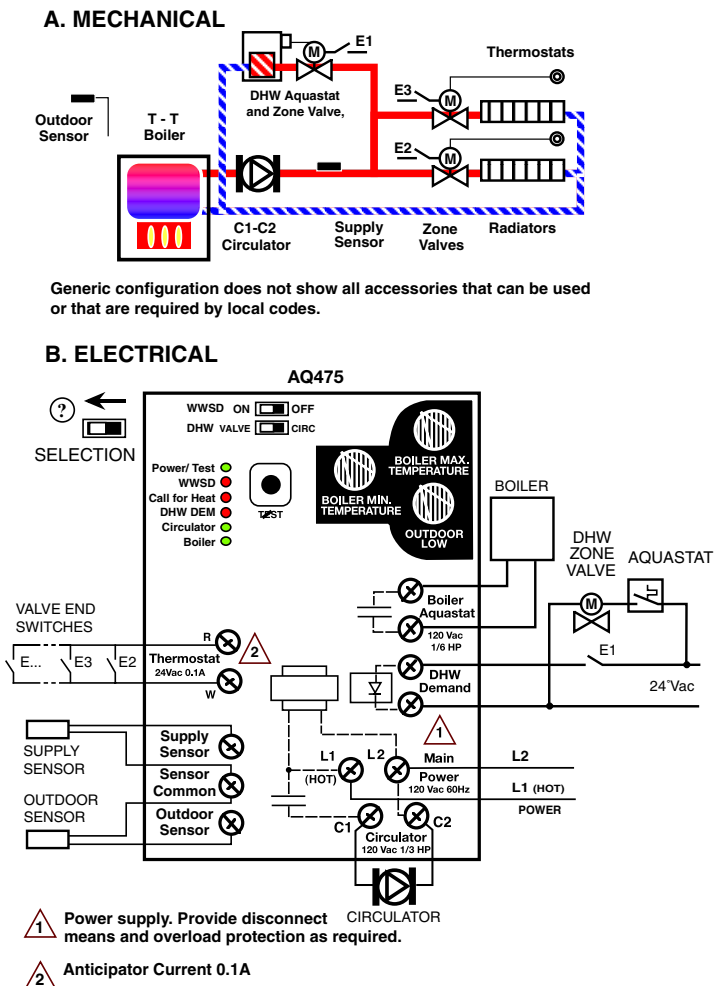 A. MECHANICAL
E1
M
Thermostats
DHW Aquastat
and Zone Valve,
E3
M
Outdoor
Sensor
T - T
Boiler
E2
M
C1-C2
Circulator
Supply
Sensor
Zone
Valves
Radiators
Generic configuration does not show all accessories that can be used
or that are required by local codes.
B. ELECTRICAL
AQ475
?
SELECTION
WWSD ON OFF
DHW VALVE CIRC
Power/ Test
WWSD
Call for Heat
DHW DEM
Circulator
Boiler
TEST
BOILER MAX.
TEMPERATURE
BOILER MIN.
TEMPERATURE
OUTDOOR
LOW
BOILER
DHW
ZONE
VALVE
AQUASTAT
M
Boiler
Aquastat
120 Vac
1/6 HP
VALVE END
SWITCHES
E...
E3
E2
R
Thermostat
24Vac 0.1A
W
2
DHW
Demand
E1
24˚Vac
1
SUPPLY
SENSOR
Supply
Sensor
Sensor
Common
OUTDOOR
SENSOR
Outdoor
Sensor
L1
(HOT)
L2
Main
Power
120 Vac 60Hz
L2
L1 (HOT)
POWER
C1
C2
Circulator
120 Vac 1/3 HP
CIRCULATOR
1 Power supply. Provide disconnect
means and overload protection as required.
2 Anticipator Current 0.1A